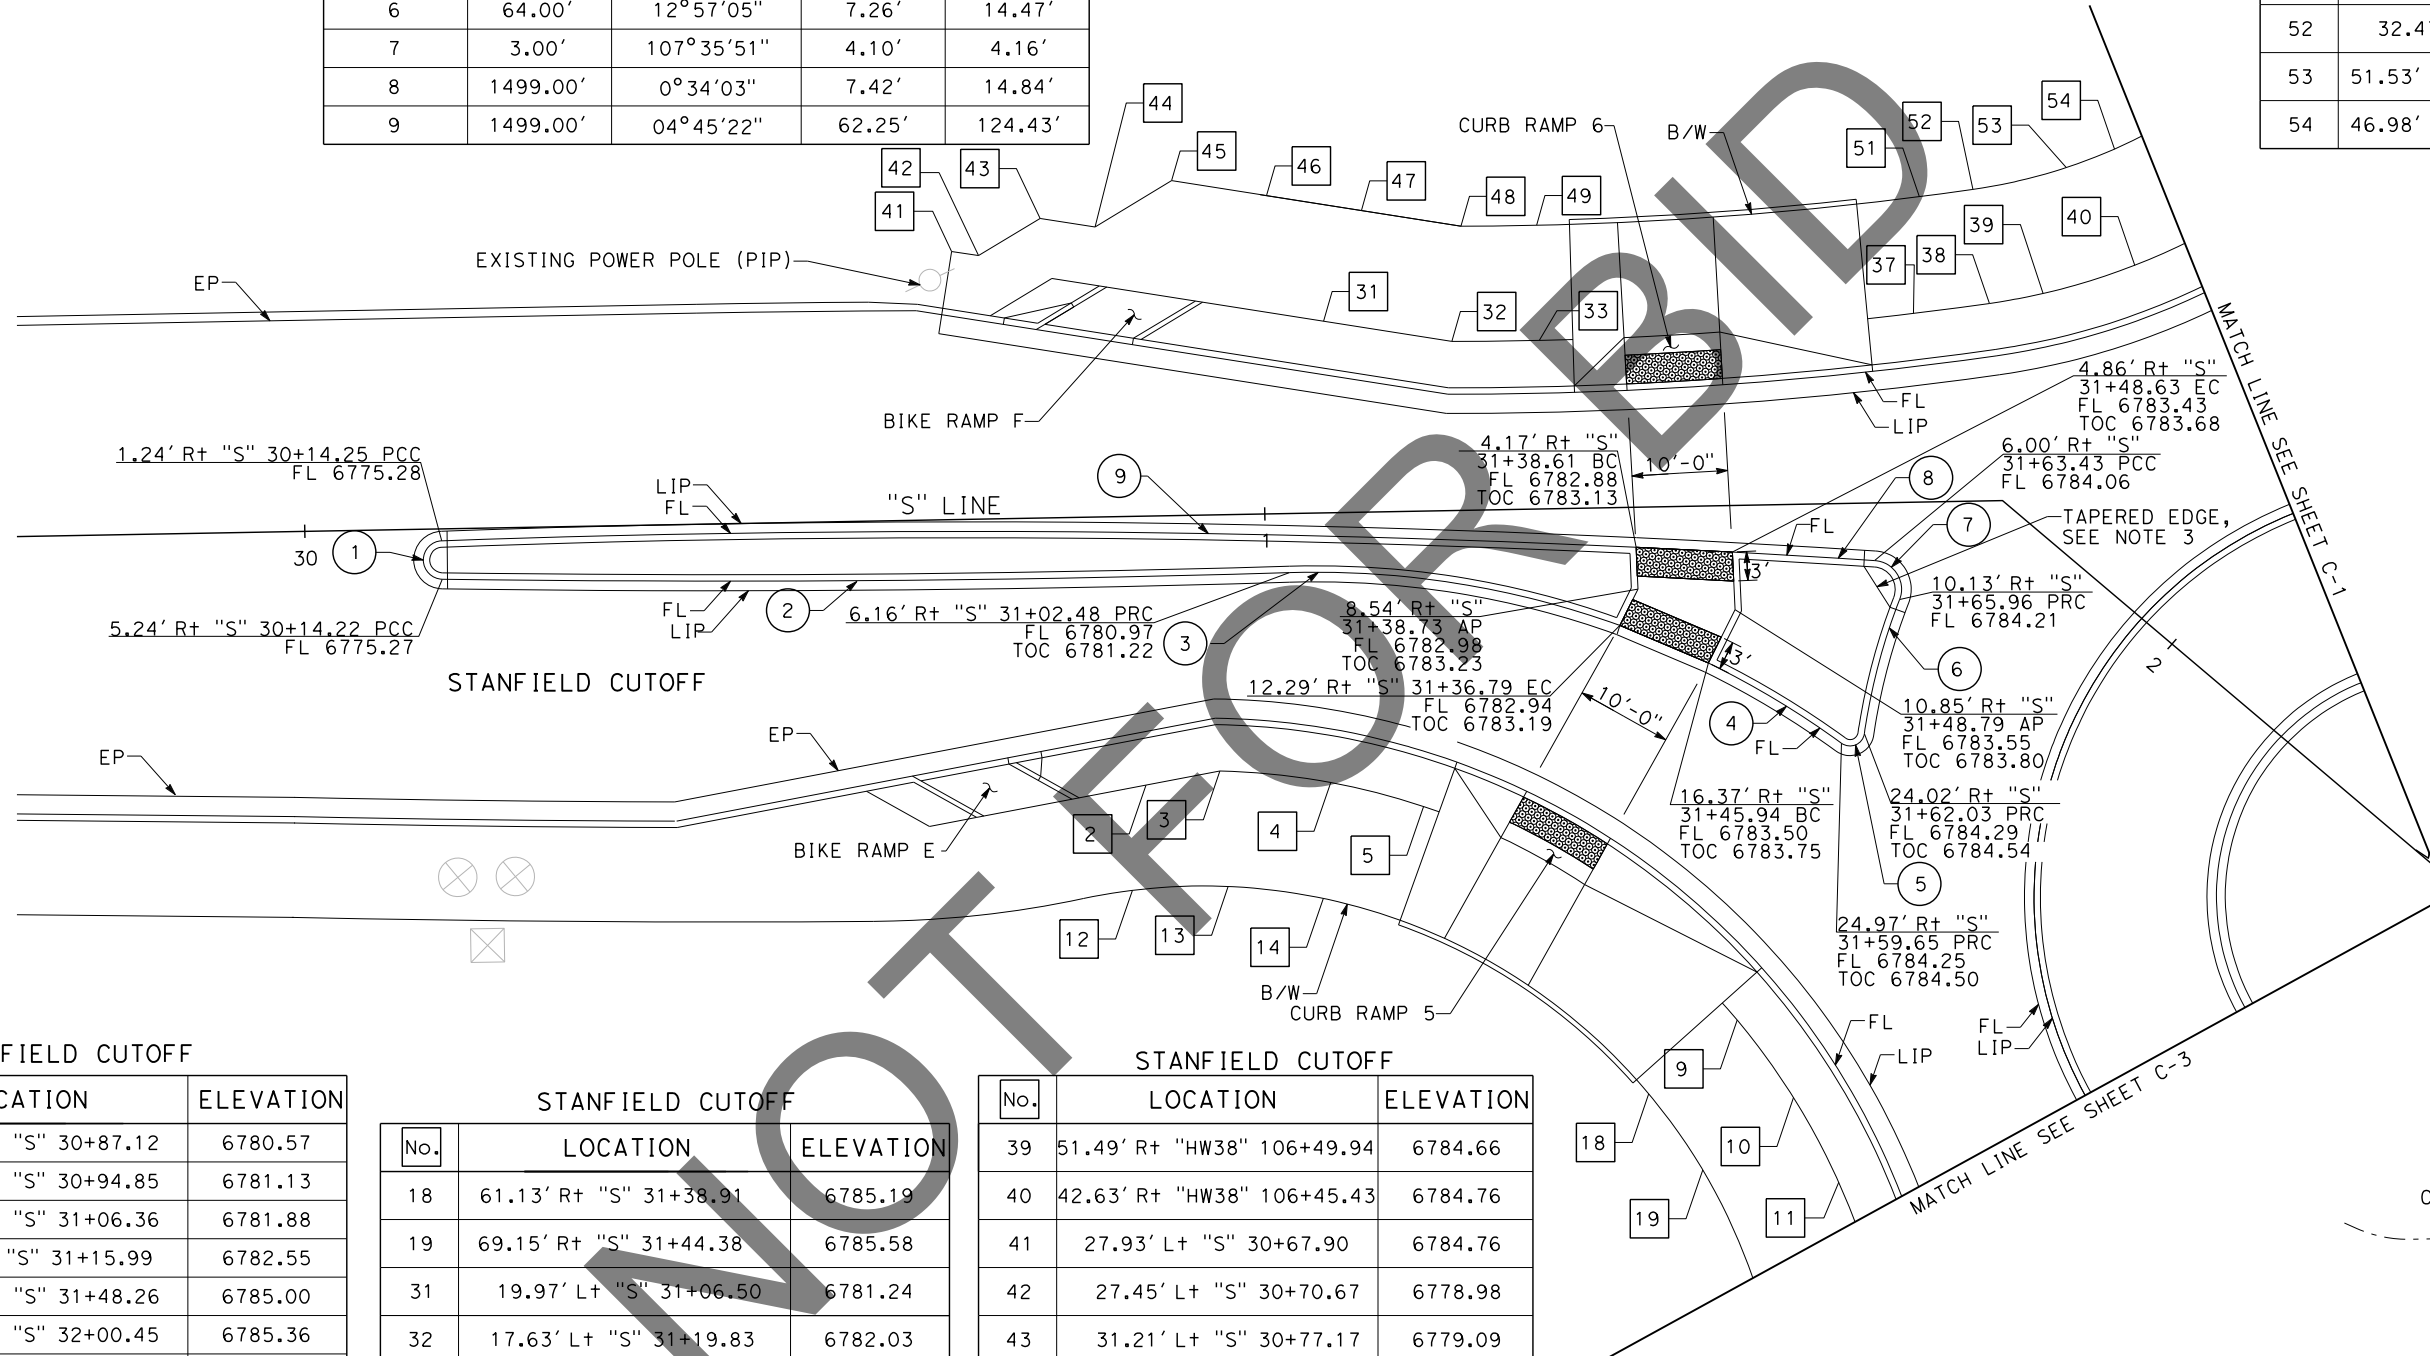 6 64.00' 12°57'05" 7.26' 14.47'
7 3.00' 107°35'51" 4.10' 4.16'
8 1499.00' 0°34'03" 7.42' 14.84'
9 1499.00' 04°45'22" 62.25' 124.43'
52 32.4
53 51.53'
54 46.98'
44
CURB RAMP 6
B/W
52
53
54
42
43
45
46
47
48
49
51
41
40
39
38
37
EXISTING POWER POLE (PIP)
EP
31
32
33
MATCH LINE SEE SHEET C-1
BIKE RAMP F
FL
LIP
4.86' Rt "S"
31+48.63 EC
FL 6783.43
TOC 6783.68
1.24' Rt "S" 30+14.25 PCC
FL 6775.28
LIP
FL
"S" LINE
9
4.17' Rt "S"
31+38.61 BC
FL 6782.88
TOC 6783.13
10'-0"
6.00' Rt "S"
31+63.43 PCC
FL 6784.06
8
FL
7
TAPERED EDGE,
SEE NOTE 3
30
1
1
3'
10.13' Rt "S"
31+65.96 PRC
FL 6784.21
FL
LIP
2
6.16' Rt "S" 31+02.48 PRC
FL 6780.97
TOC 6781.22
3
8.54' Rt "S"
31+38.73 AP
FL 6782.98
TOC 6783.23
5.24' Rt "S" 30+14.22 PCC
FL 6775.27
3'
6
2
STANFIELD CUTOFF
12.29' Rt "S" 31+36.79 EC
FL 6782.94
TOC 6783.19
10'-0"
4
FL
10.85' Rt "S"
31+48.79 AP
FL 6783.55
TOC 6783.80
EP
EP
16.37' Rt "S"
31+45.94 BC
FL 6783.50
TOC 6783.75
24.02' Rt "S"
31+62.03 PRC
FL 6784.29
TOC 6784.54
BIKE RAMP E
2
3
4
5
5
24.97' Rt "S"
31+59.65 PRC
FL 6784.25
TOC 6784.50
12
13
14
B/W
CURB RAMP 5
FL
LIP
FL
LIP
9
10
11
18
19
MATCH LINE SEE SHEET C-3
NOT FOR BID
FIELD CUTOFF
CATION ELEVATION
"S" 30+87.12 6780.57
"S" 30+94.85 6781.13
"S" 31+06.36 6781.88
"S" 31+15.99 6782.55
"S" 31+48.26 6785.00
"S" 32+00.45 6785.36
STANFIELD CUTOFF
No. LOCATION ELEVATION
18 61.13' Rt "S" 31+38.91 6785.19
19 69.15' Rt "S" 31+44.38 6785.58
31 19.97' Lt "S" 31+06.50 6781.24
32 17.63' Lt "S" 31+19.83 6782.03
STANFIELD CUTOFF
No. LOCATION ELEVATION
39 51.49' Rt "HW38" 106+49.94 6784.66
40 42.63' Rt "HW38" 106+45.43 6784.76
41 27.93' Lt "S" 30+67.90 6784.76
42 27.45' Lt "S" 30+70.67 6778.98
43 31.21' Lt "S" 30+77.17 6779.09